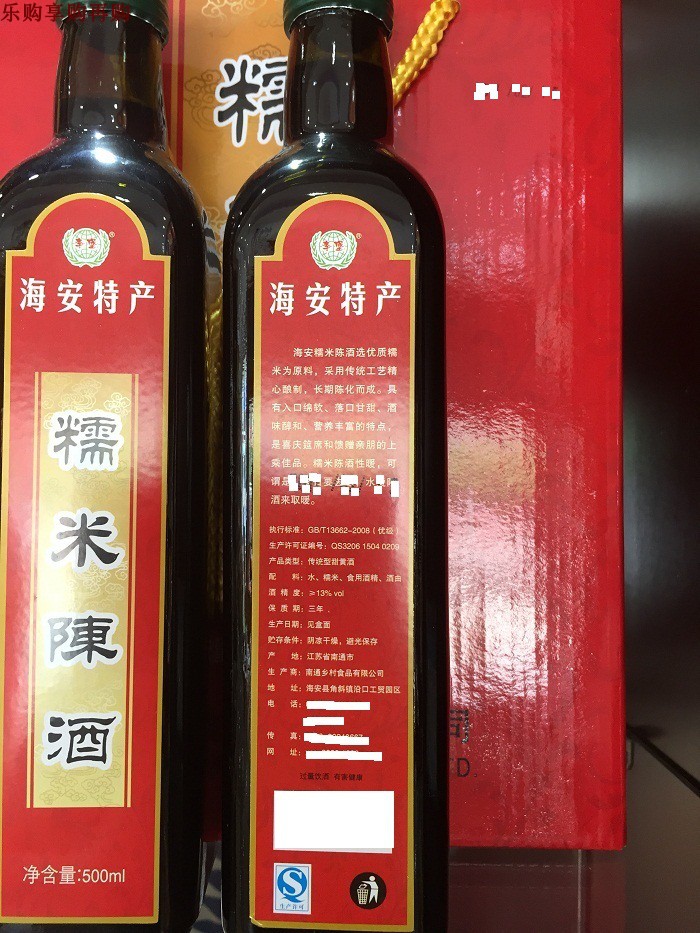 乐购享购再购
糯
海安特产
糯
米
陳
酒
净含量:500ml
海安特产
海安糯米陈酒选优质糯
米为原料，采用传统工艺精
心酿制，长期陈化而成。具
有入口绵软、落口甘甜、酒
味醇和、营养丰富的特点，
是喜庆筵席和馈赠亲朋的上
乘佳品。糯米陈酒性暖，可
谓是
酒来取暖。
执行标准：GB/T13662-2008（优级）
生产许可证编号：QS3206 1504 0209
产品类型：传统型甜黄酒
配 料：水、糯米、食用酒精、酒曲
酒 精 度：≥13% vol
保 质 期：三年 .
生产日期：见盒面
贮存条件：阴凉干燥，避光保存
产 地：江苏省南通市
生 产 商：南通乡村食品有限公司
地 址：海安县角斜镇沿口工贸园区
电 话：
传 真：
网 址：
过量饮酒 有害健康
生产许可
司
D